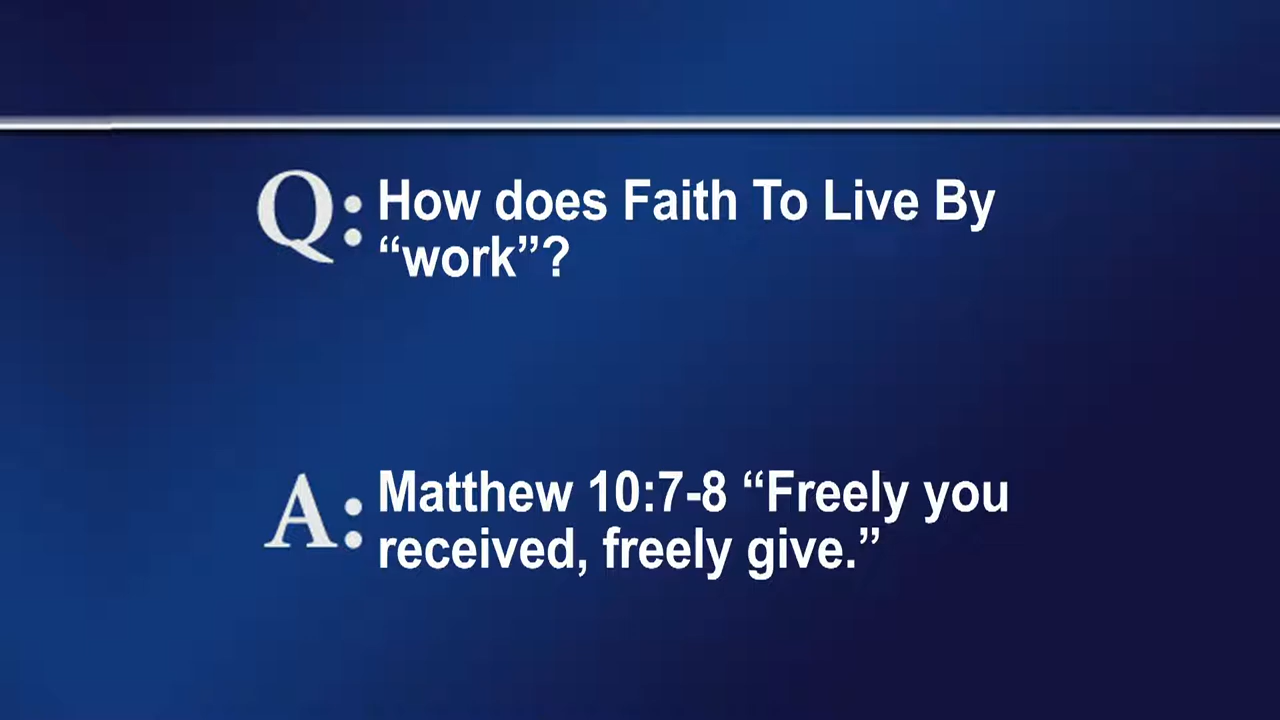 Q: How does Faith To Live By
“work”?
A: Matthew 10:7-8 “Freely you
received, freely give.”